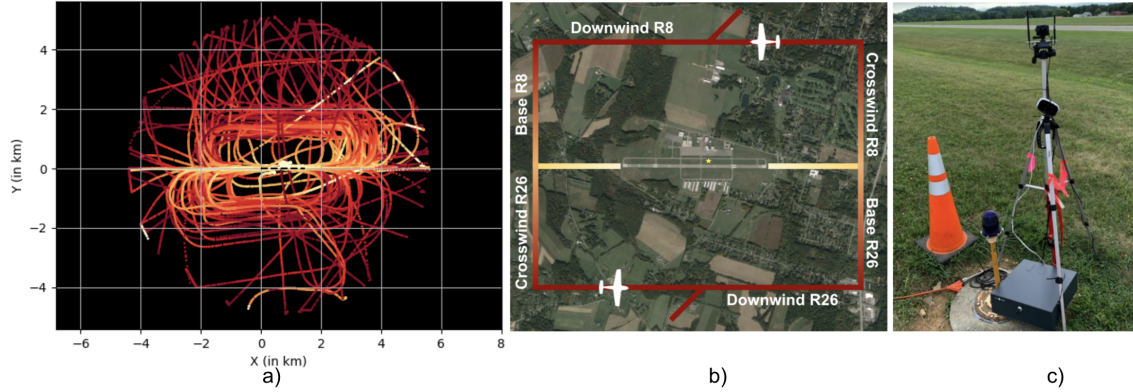 4
2
0
−2
−4
Y (in km)
−6
−4
−2
0
2
4
6
8
X (in km)
a)
Downwind R8
Base R8
Crosswind R8
Crosswind R26
Base R26
Downwind R26
b)
c)